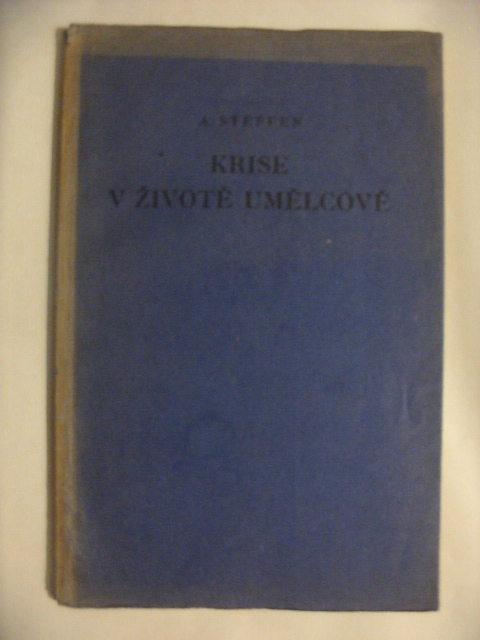 A. STEFFEN
KRISE
V ŽIVOTĚ UMĚLCOVĚ